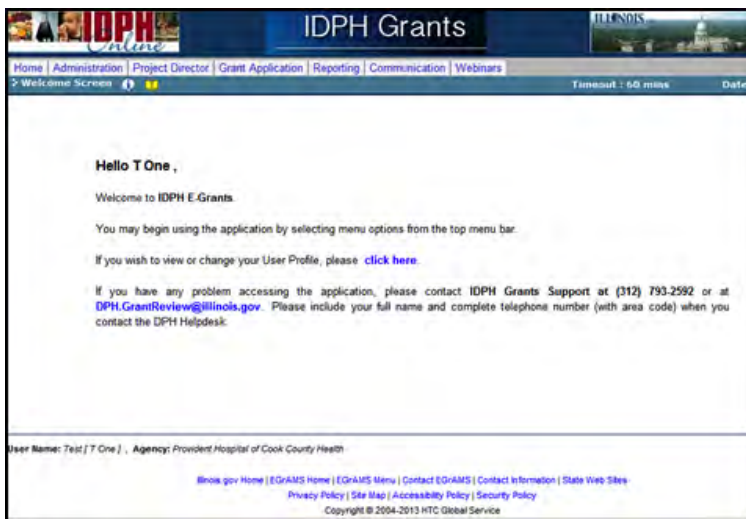 IDPH
Online
IDPH Grants
ILLINOIS
Home | Administration | Project Director | Grant Application | Reporting | Communication | Webinars
Welcome Screen
Timeout : 60 mins
Date
Hello T One ,
Welcome to IDPH E-Grants.
You may begin using the application by selecting menu options from the top menu bar.
If you wish to view or change your User Profile, please click here.
If you have any problem accessing the application, please contact IDPH Grants Support at (312) 793-2592 or at
DPH.GrantReview@illinois.gov. Please include your full name and complete telephone number (with area code) when you
contact the DPH Helpdesk.
User Name: Test [ T One ] , Agency: Provident Hospital of Cook County Health
Illinois.gov Home | EGrAMS Home | EGrAMS Menu | Contact EGrAMS | Contact Information | State Web Sites
Privacy Policy | Site Map | Accessibility Policy | Security Policy
Copyright © 2004-2013 HTC Global Service